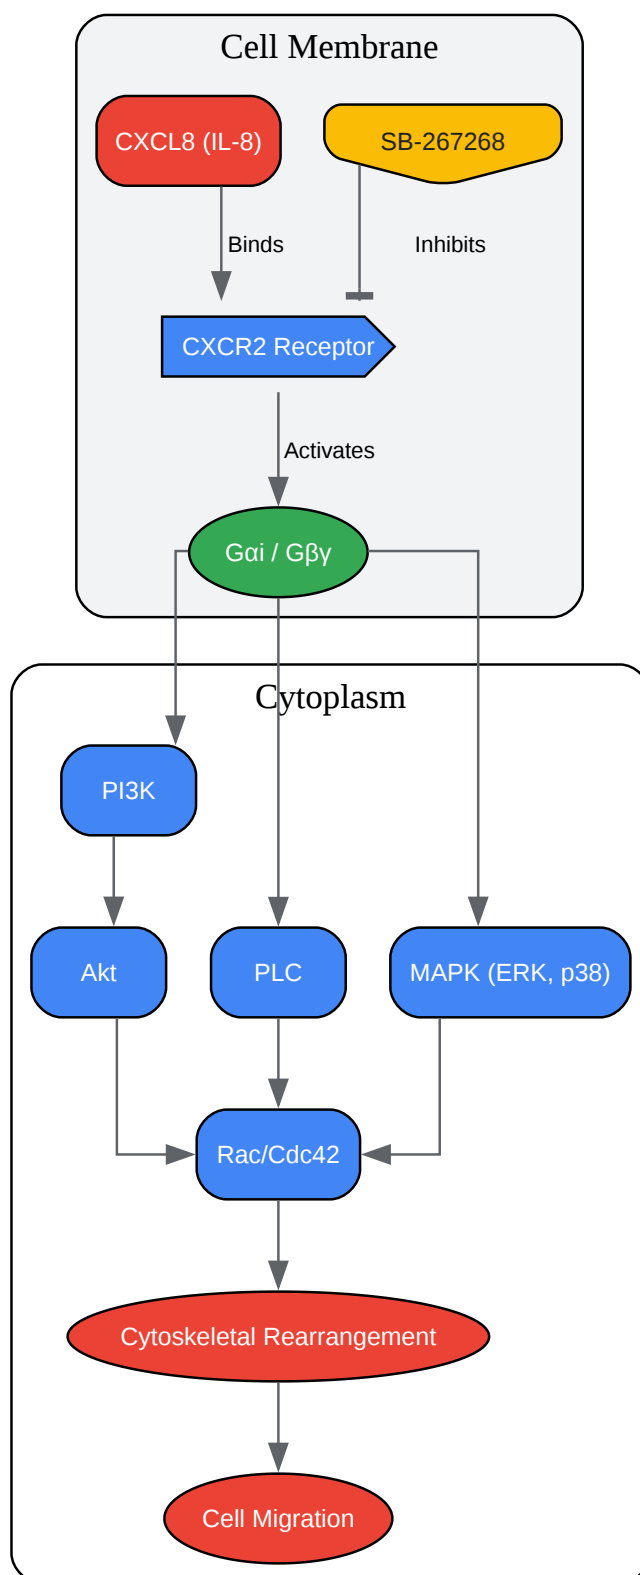 Cell Membrane
CXCL8 (IL-8)
SB-267268
Binds
Inhibits
CXCR2 Receptor
Activates
Gαi / Gβγ
Cytoplasm
PI3K
Akt
PLC
MAPK (ERK, p38)
Rac/Cdc42
Cytoskeletal Rearrangement
Cell Migration